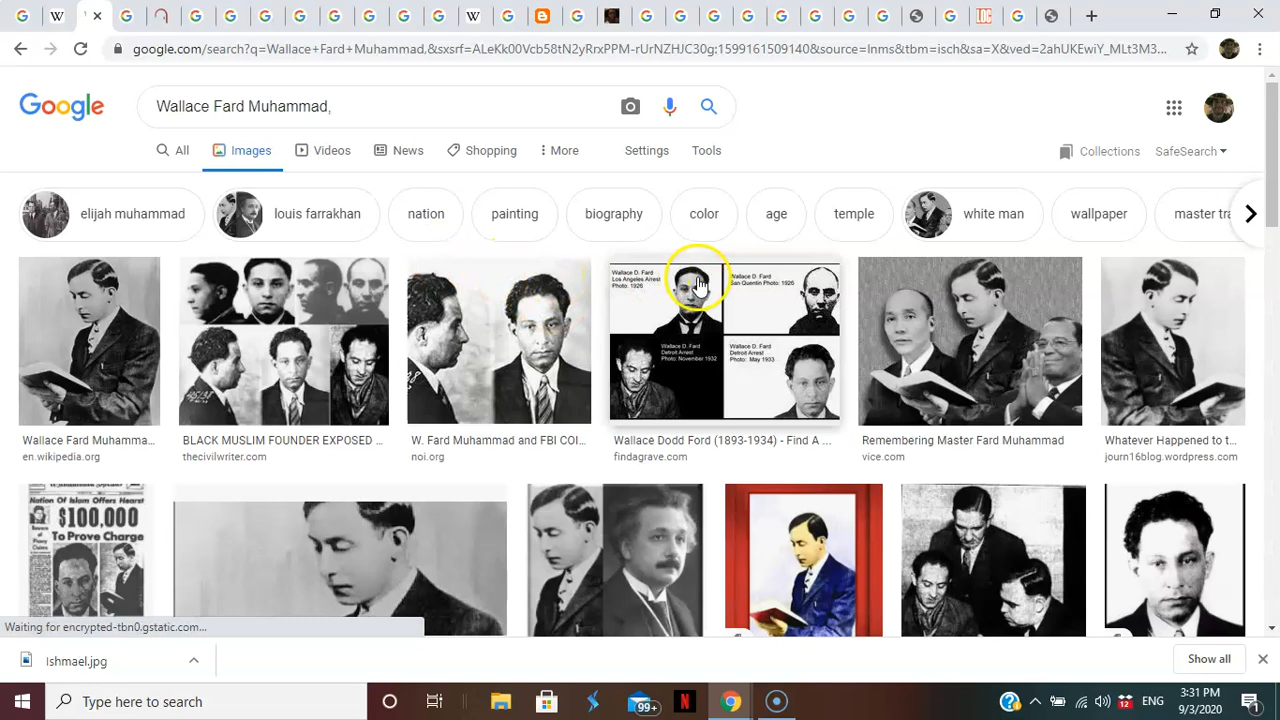 google.com/search?q=Wallace+Fard+Muhammad,&sxsrf=ALeKk00Vcb58tN2yRrxPPM-rUrNZHJC30g:1599161509140&source=lnms&tbm=isch&sa=X&ved=2ahUKEwiY_MLt3M3...
Google
Wallace Fard Muhammad,
All Images Videos News Shopping More Settings Tools
Collections SafeSearch
elijah muhammad louis farrakhan nation painting biography color age temple white man wallpaper master tra
Wallace D. Fard
Los Angeles Arrest
Photo: 1926
Wallace D. Fard
San Quentin Photo: 1926
Wallace D. Fard
Detroit Arrest
Photo: November 1932
Wallace D. Fard
Detroit Arrest
Photo: May 1933
Wallace Fard Muhamma...
en.wikipedia.org
BLACK MUSLIM FOUNDER EXPOSED ...
thecivilwriter.com
W. Fard Muhammad and FBI COI...
noi.org
Wallace Dodd Ford (1893-1934) - Find A ...
findagrave.com
Remembering Master Fard Muhammad
vice.com
Whatever Happened to t...
journ16blog.wordpress.com
Nation Of Islam Offers Hearst
$100,000
To Prove Charge
Waiting for encrypted-tbn0.gstatic.com...
Ishmael.jpg
Show all
Type here to search
99+
12
ENG
3:31 PM
9/3/2020
1